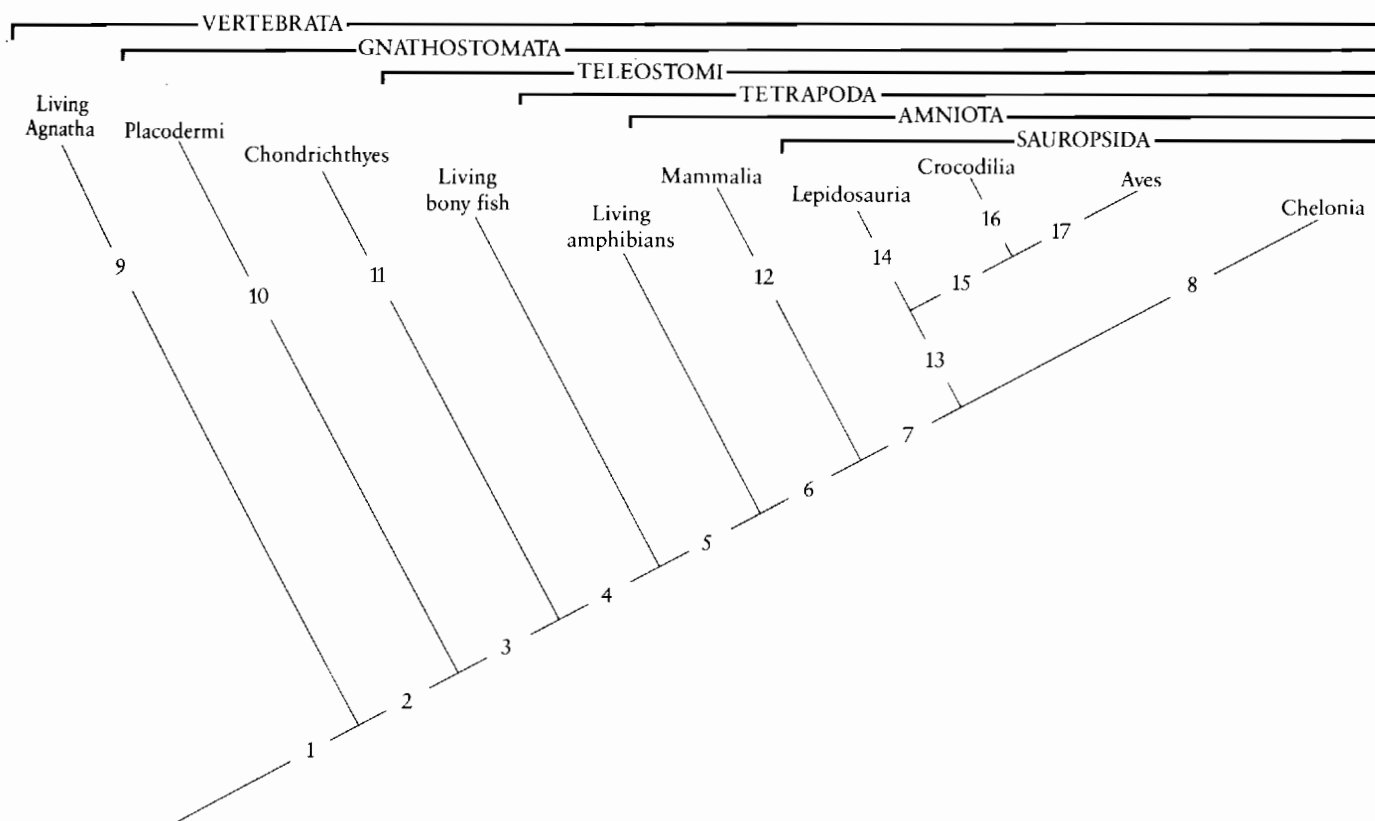 VERTEBRATA
GNATHOSTOMATA
TELEOSTOMI
TETRAPODA
AMNIOTA
SAUROPSIDA
Living
Agnatha
Placodermi
Chondrichthyes
Living
bony fish
Living
amphibians
Mammalia
Lepidosauria
Crocodilia
Aves
Chelonia
9
10
11
12
14
16
17
15
8
13
7
6
5
4
3
2
1